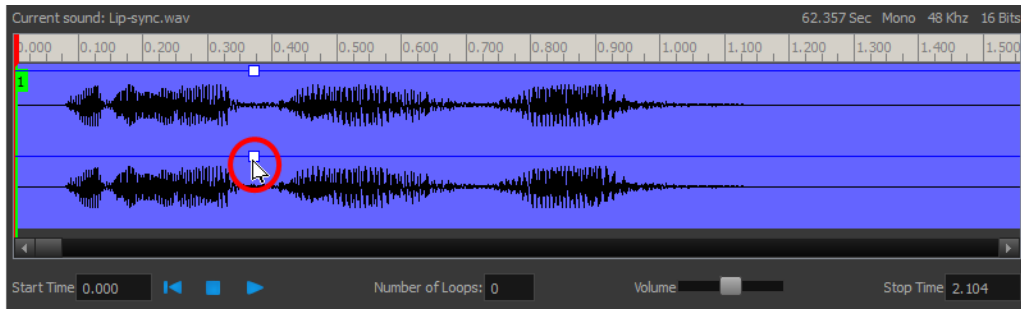 Current sound: Lip-sync.wav 62.357 Sec Mono 48 Khz 16 Bits
0.000 0.100 0.200 0.300 0.400 0.500 0.600 0.700 0.800 0.900 1.000 1.100 1.200 1.300 1.400 1.500
1
Start Time 0.000 Number of Loops: 0 Volume Stop Time 2.104